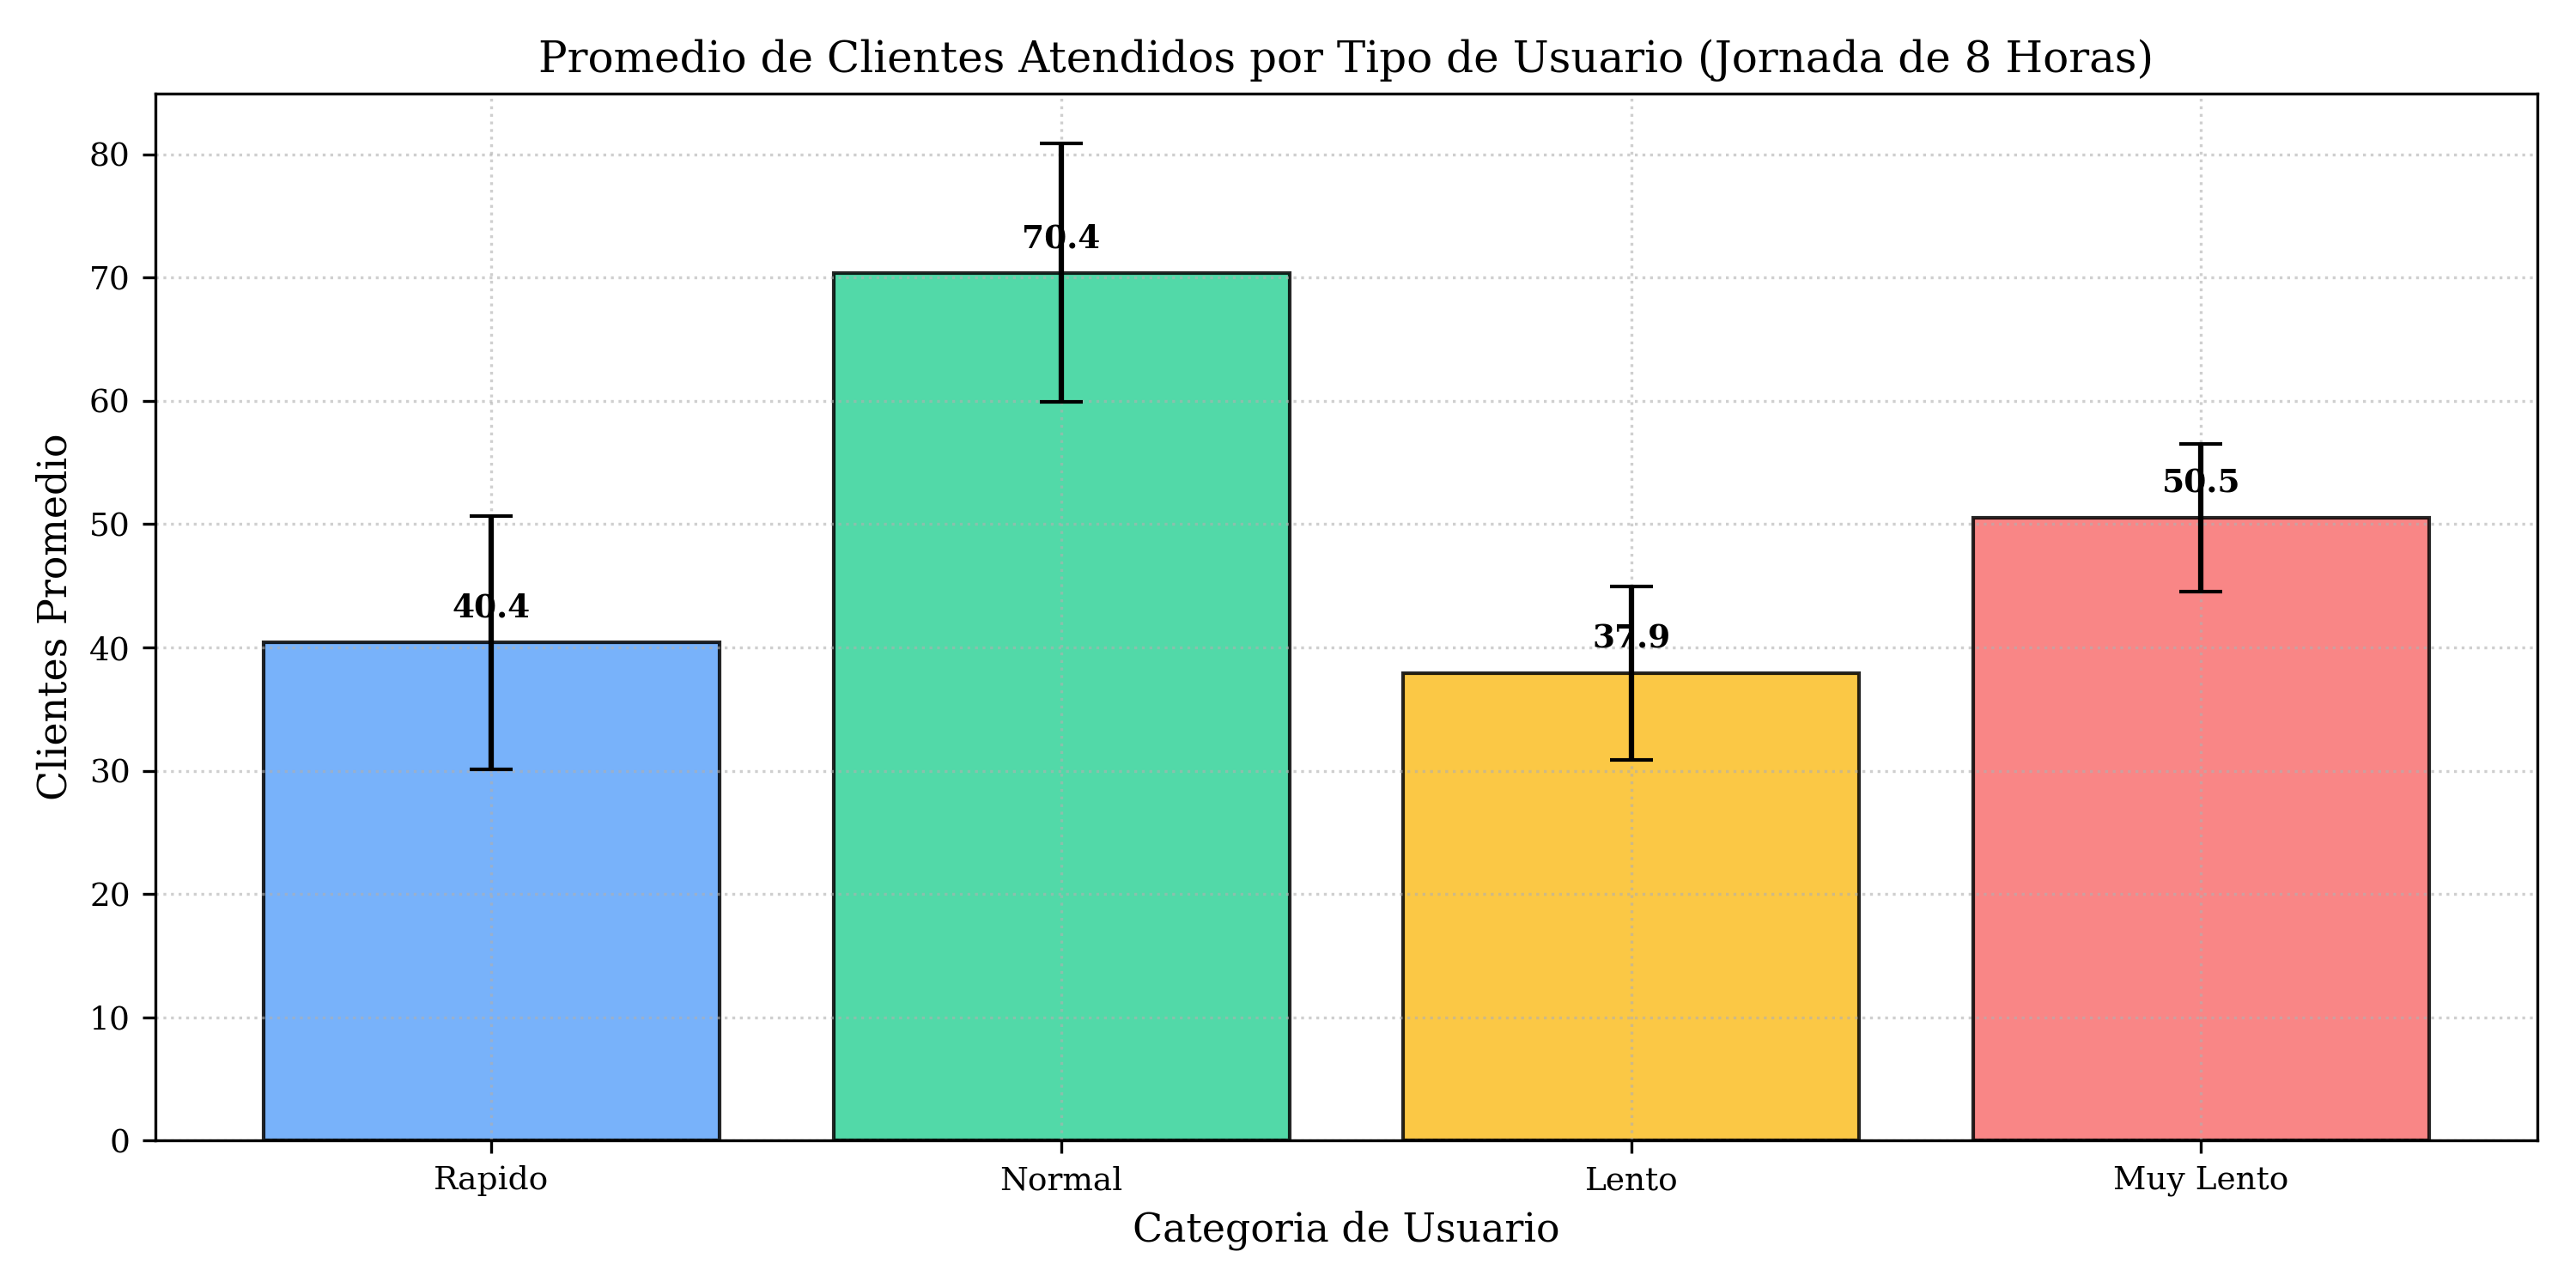 Promedio de Clientes Atendidos por Tipo de Usuario (Jornada de 8 Horas)
Clientes Promedio
80
70
60
50
40
30
20
10
0
40.4
70.4
37.9
50.5
Rapido
Normal
Lento
Muy Lento
Categoria de Usuario